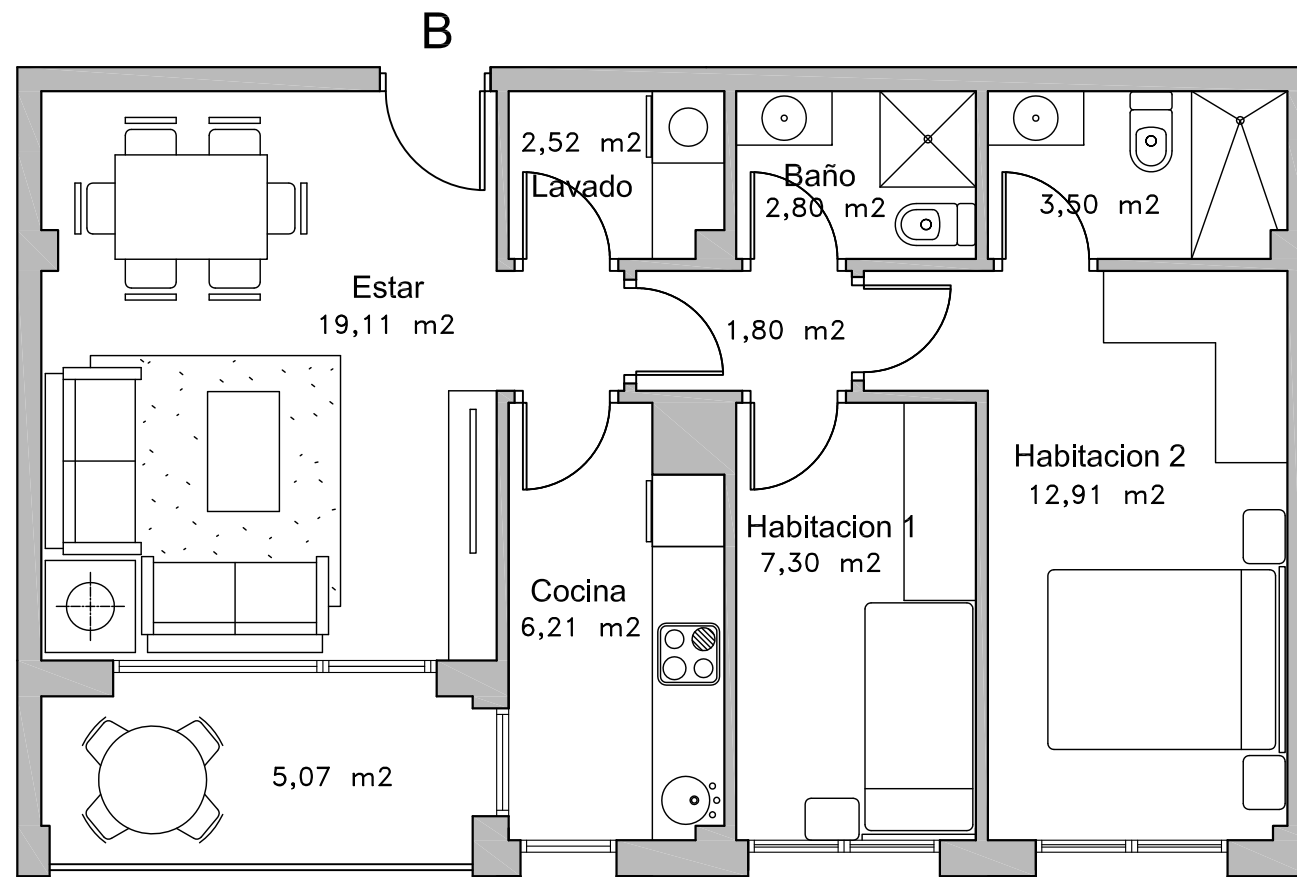 B
2,52 m2
Lavado
Baño
2,80 m2
3,50 m2
Estar
19,11 m2
1,80 m2
Habitacion 2
12,91 m2
Habitacion 1
7,30 m2
Cocina
6,21 m2
5,07 m2